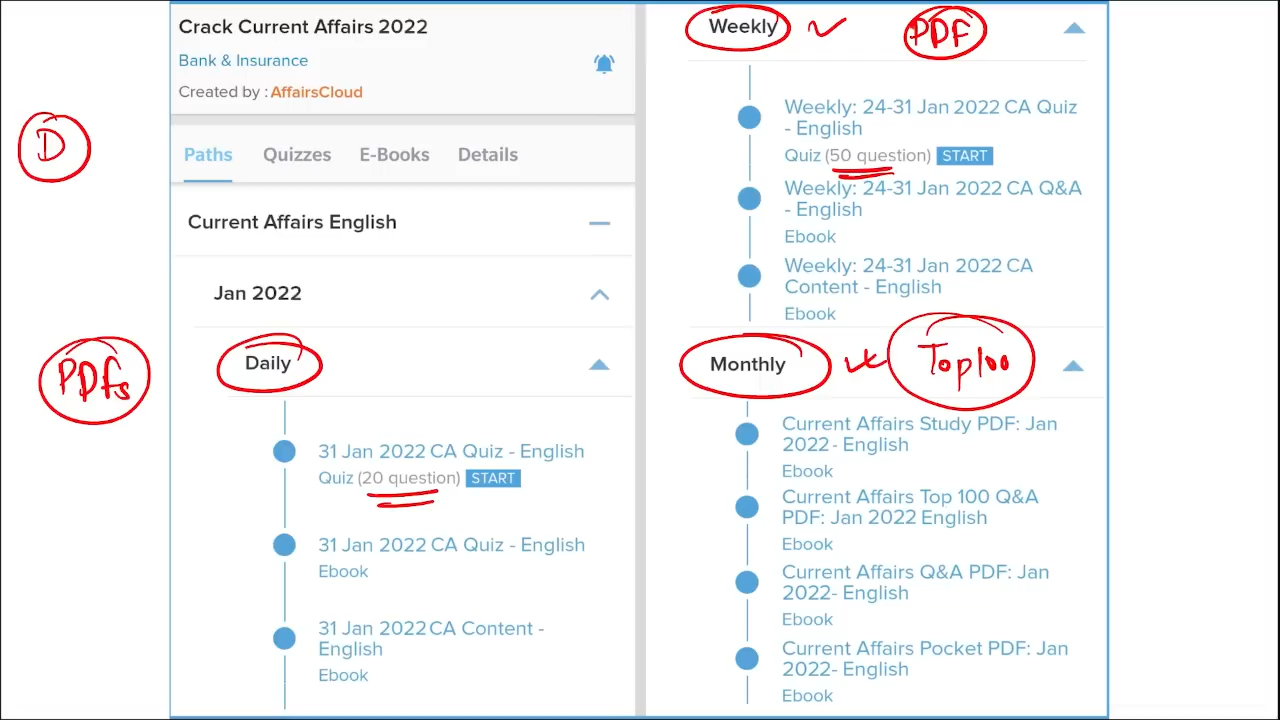 Crack Current Affairs 2022
Bank & Insurance
Created by : AffairsCloud
D
Paths Quizzes E-Books Details
Current Affairs English
Jan 2022
PDFs
Daily
31 Jan 2022 CA Quiz - English
Quiz (20 question) START
31 Jan 2022 CA Quiz - English
Ebook
31 Jan 2022 CA Content -
English
Ebook
Weekly PDF
Weekly: 24-31 Jan 2022 CA Quiz
- English
Quiz (50 question) START
Weekly: 24-31 Jan 2022 CA Q&A
- English
Ebook
Weekly: 24-31 Jan 2022 CA
Content - English
Ebook
Monthly Top100
Current Affairs Study PDF: Jan
2022- English
Ebook
Current Affairs Top 100 Q&A
PDF: Jan 2022 English
Ebook
Current Affairs Q&A PDF: Jan
2022- English
Ebook
Current Affairs Pocket PDF: Jan
2022- English
Ebook